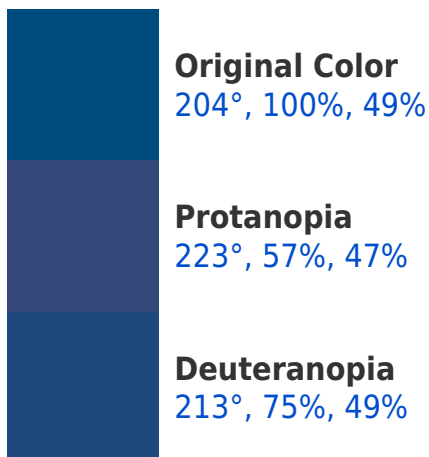 Original Color
204°, 100%, 49%
Protanopia
223°, 57%, 47%
Deuteranopia
213°, 75%, 49%